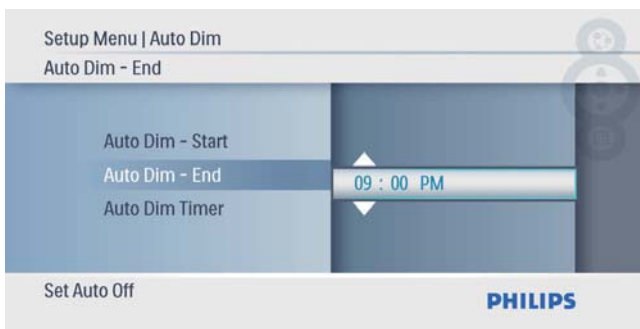 Setup Menu | Auto Dim
Auto Dim - End
Auto Dim - Start
Auto Dim - End
09 : 00 PM
Auto Dim Timer
Set Auto Off
PHILIPS